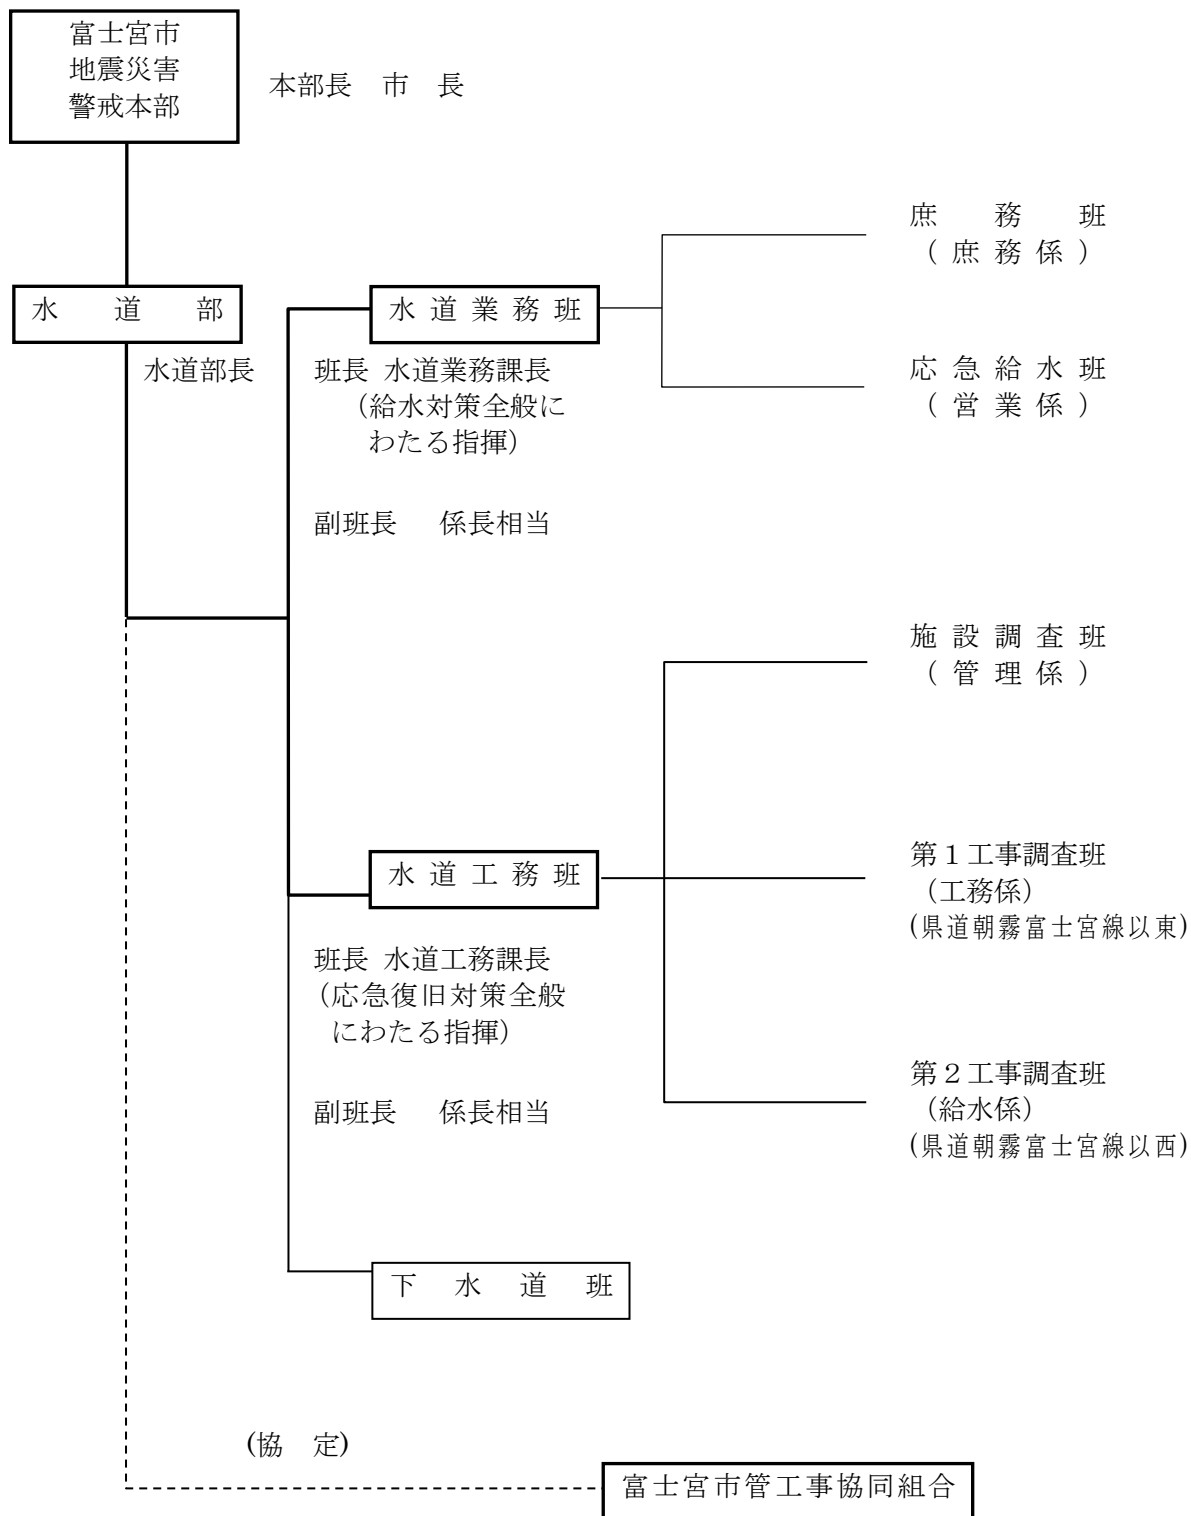 富士宮市
地震災害
警戒本部
本部長　市　長
水　道　部
水道部長
水道業務班
班長 水道業務課長
（給水対策全般に
わたる指揮）
副班長　係長相当
庶　務　班
（庶務係）
応急給水班
（営業係）
水道工務班
班長 水道工務課長
（応急復旧対策全般
にわたる指揮）
副班長　係長相当
施設調査班
（管理係）
第１工事調査班
（工務係）
(県道朝霧富士宮線以東)
第２工事調査班
（給水係）
(県道朝霧富士宮線以西)
下　水　道　班
(協　定)
富士宮市管工事協同組合